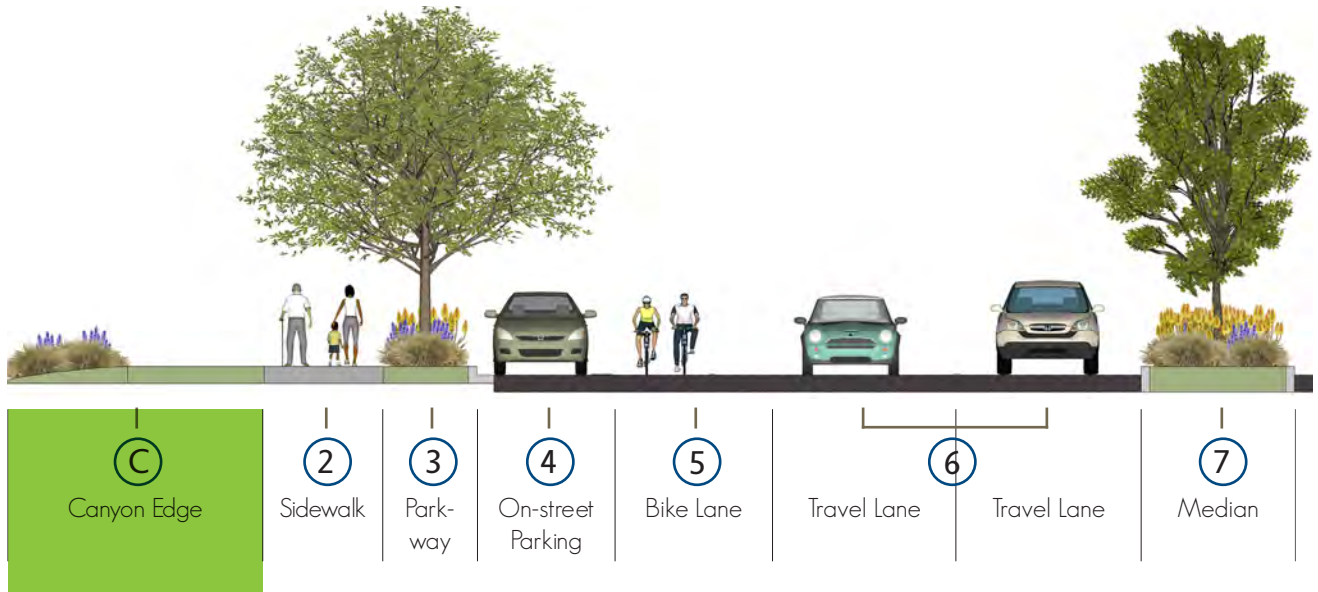 C
Canyon Edge
2
Sidewalk
3
Park-
way
4
On-street
Parking
5
Bike Lane
6
Travel Lane
Travel Lane
7
Median